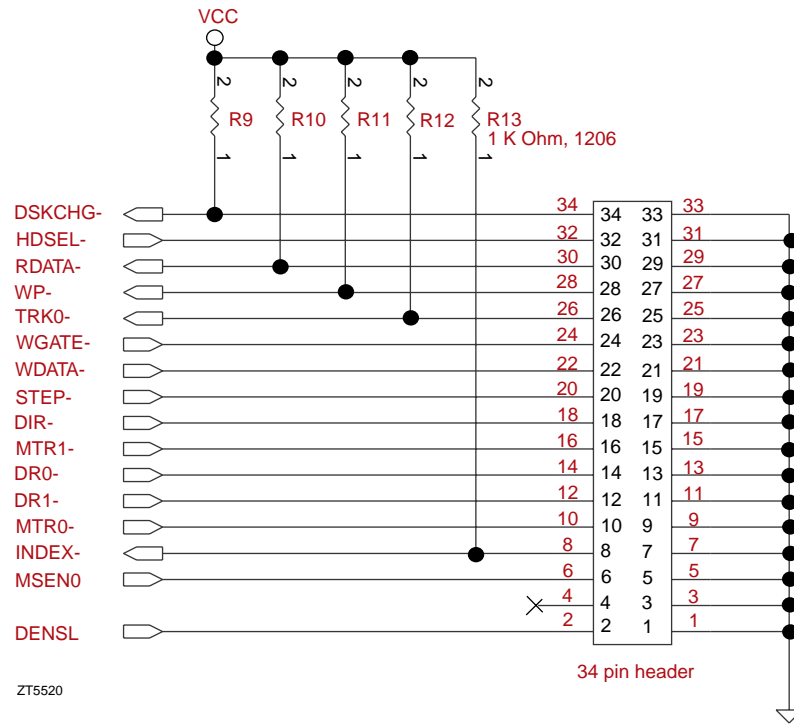 VCC
2 2 2 2 2
R9 R10 R11 R12 R13
1 K Ohm, 1206
1 1 1 1 1
DSKCHG- 34 34 33 33
HDSEL- 32 32 31 31
RDATA- 30 30 29 29
WP- 28 28 27 27
TRK0- 26 26 25 25
WGATE- 24 24 23 23
WDATA- 22 22 21 21
STEP- 20 20 19 19
DIR- 18 18 17 17
MTR1- 16 16 15 15
DR0- 14 14 13 13
DR1- 12 12 11 11
MTR0- 10 10 9 9
INDEX- 8 8 7 7
MSEN0 6 6 5 5
4 4 3 3
DENSL 2 2 1 1
34 pin header
ZT5520